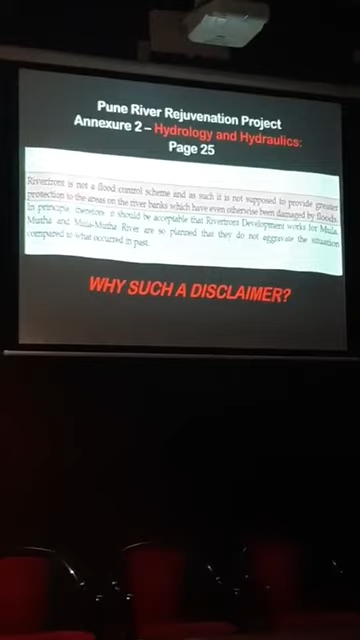 Pune River Rejuvenation Project
Annexure 2 – Hydrology and Hydraulics:
Page 25
Riverfront is not a flood control scheme and as such it is not supposed to provide greater
protection to the areas on the river banks which have even otherwise been damaged by floods.
In principle therefore it should be acceptable that Riverfront Development works for Mula,
Mutha and Mula-Mutha River are so planned that they do not aggravate the situation
compared to what occurred in past.
WHY SUCH A DISCLAIMER?